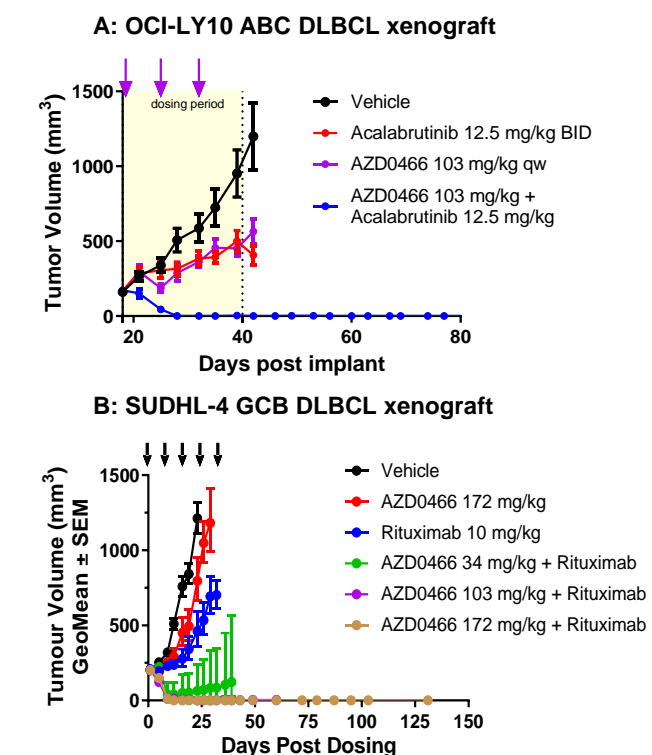 A: OCI-LY10 ABC DLBCL xenograft
1500
1000
500
0
Tumor Volume (mm3)
dosing period
20
40
60
80
Days post implant
Vehicle
Acalabrutinib 12.5 mg/kg BID
AZD0466 103 mg/kg qw
AZD0466 103 mg/kg +
Acalabrutinib 12.5 mg/kg
B: SUDHL-4 GCB DLBCL xenograft
1500
1000
500
0
Tumour Volume (mm3)
GeoMean ± SEM
0
25
50
75
100
125
150
Days Post Dosing
Vehicle
AZD0466 172 mg/kg
Rituximab 10 mg/kg
AZD0466 34 mg/kg + Rituximab
AZD0466 103 mg/kg + Rituximab
AZD0466 172 mg/kg + Rituximab